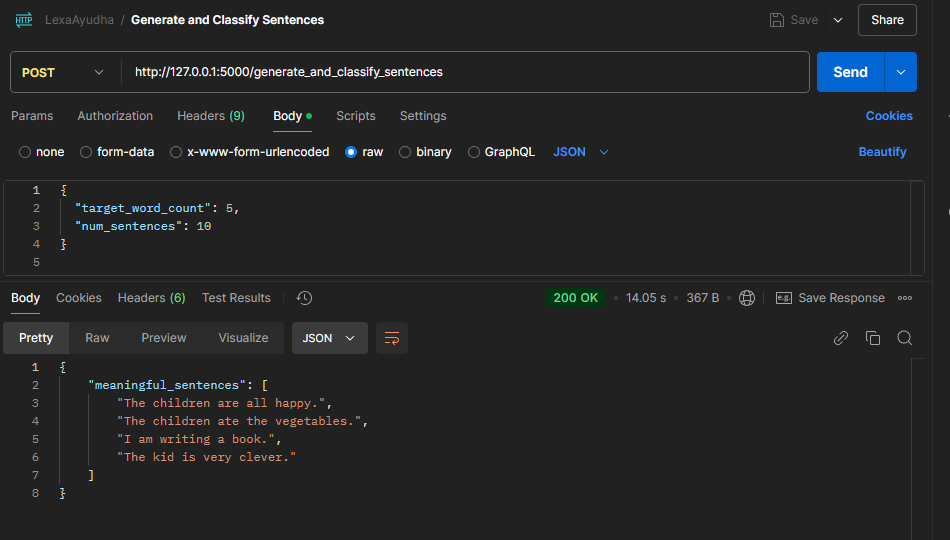 HTTP LexaAyudha / Generate and Classify Sentences Save Share
POST http://127.0.0.1:5000/generate_and_classify_sentences Send
Params Authorization Headers (9) Body Scripts Settings Cookies
none form-data x-www-form-urlencoded raw binary GraphQL JSON Beautify
1 {
2 "target_word_count": 5,
3 "num_sentences": 10
4 }
5
Body Cookies Headers (6) Test Results 200 OK • 14.05 s • 367 B • e.g. Save Response
Pretty Raw Preview Visualize JSON
1 {
2 "meaningful_sentences": [
3 "The children are all happy.",
4 "The children ate the vegetables.",
5 "I am writing a book.",
6 "The kid is very clever."
7 ]
8 }